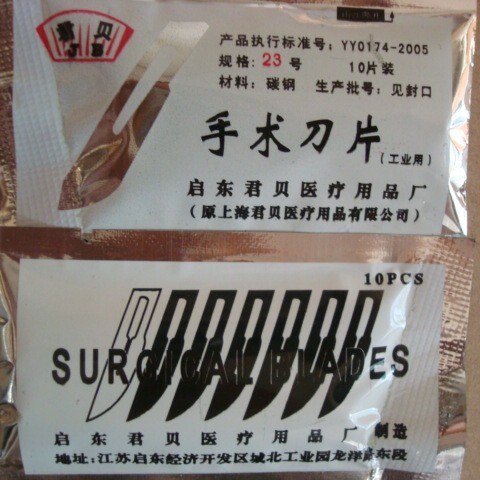 君贝
产品执行标准号：YY0174-2005
规格：23号 10片装
材料：碳钢 生产批号：见封口
手术刀片（工业用）
启东君贝医疗用品厂
（原上海君贝医疗用品有限公司）
10PCS
SURGICAL BLADES
启东君贝医疗用品厂 制造
地址:江苏启东经济开发区城北工业园龙洋路东段